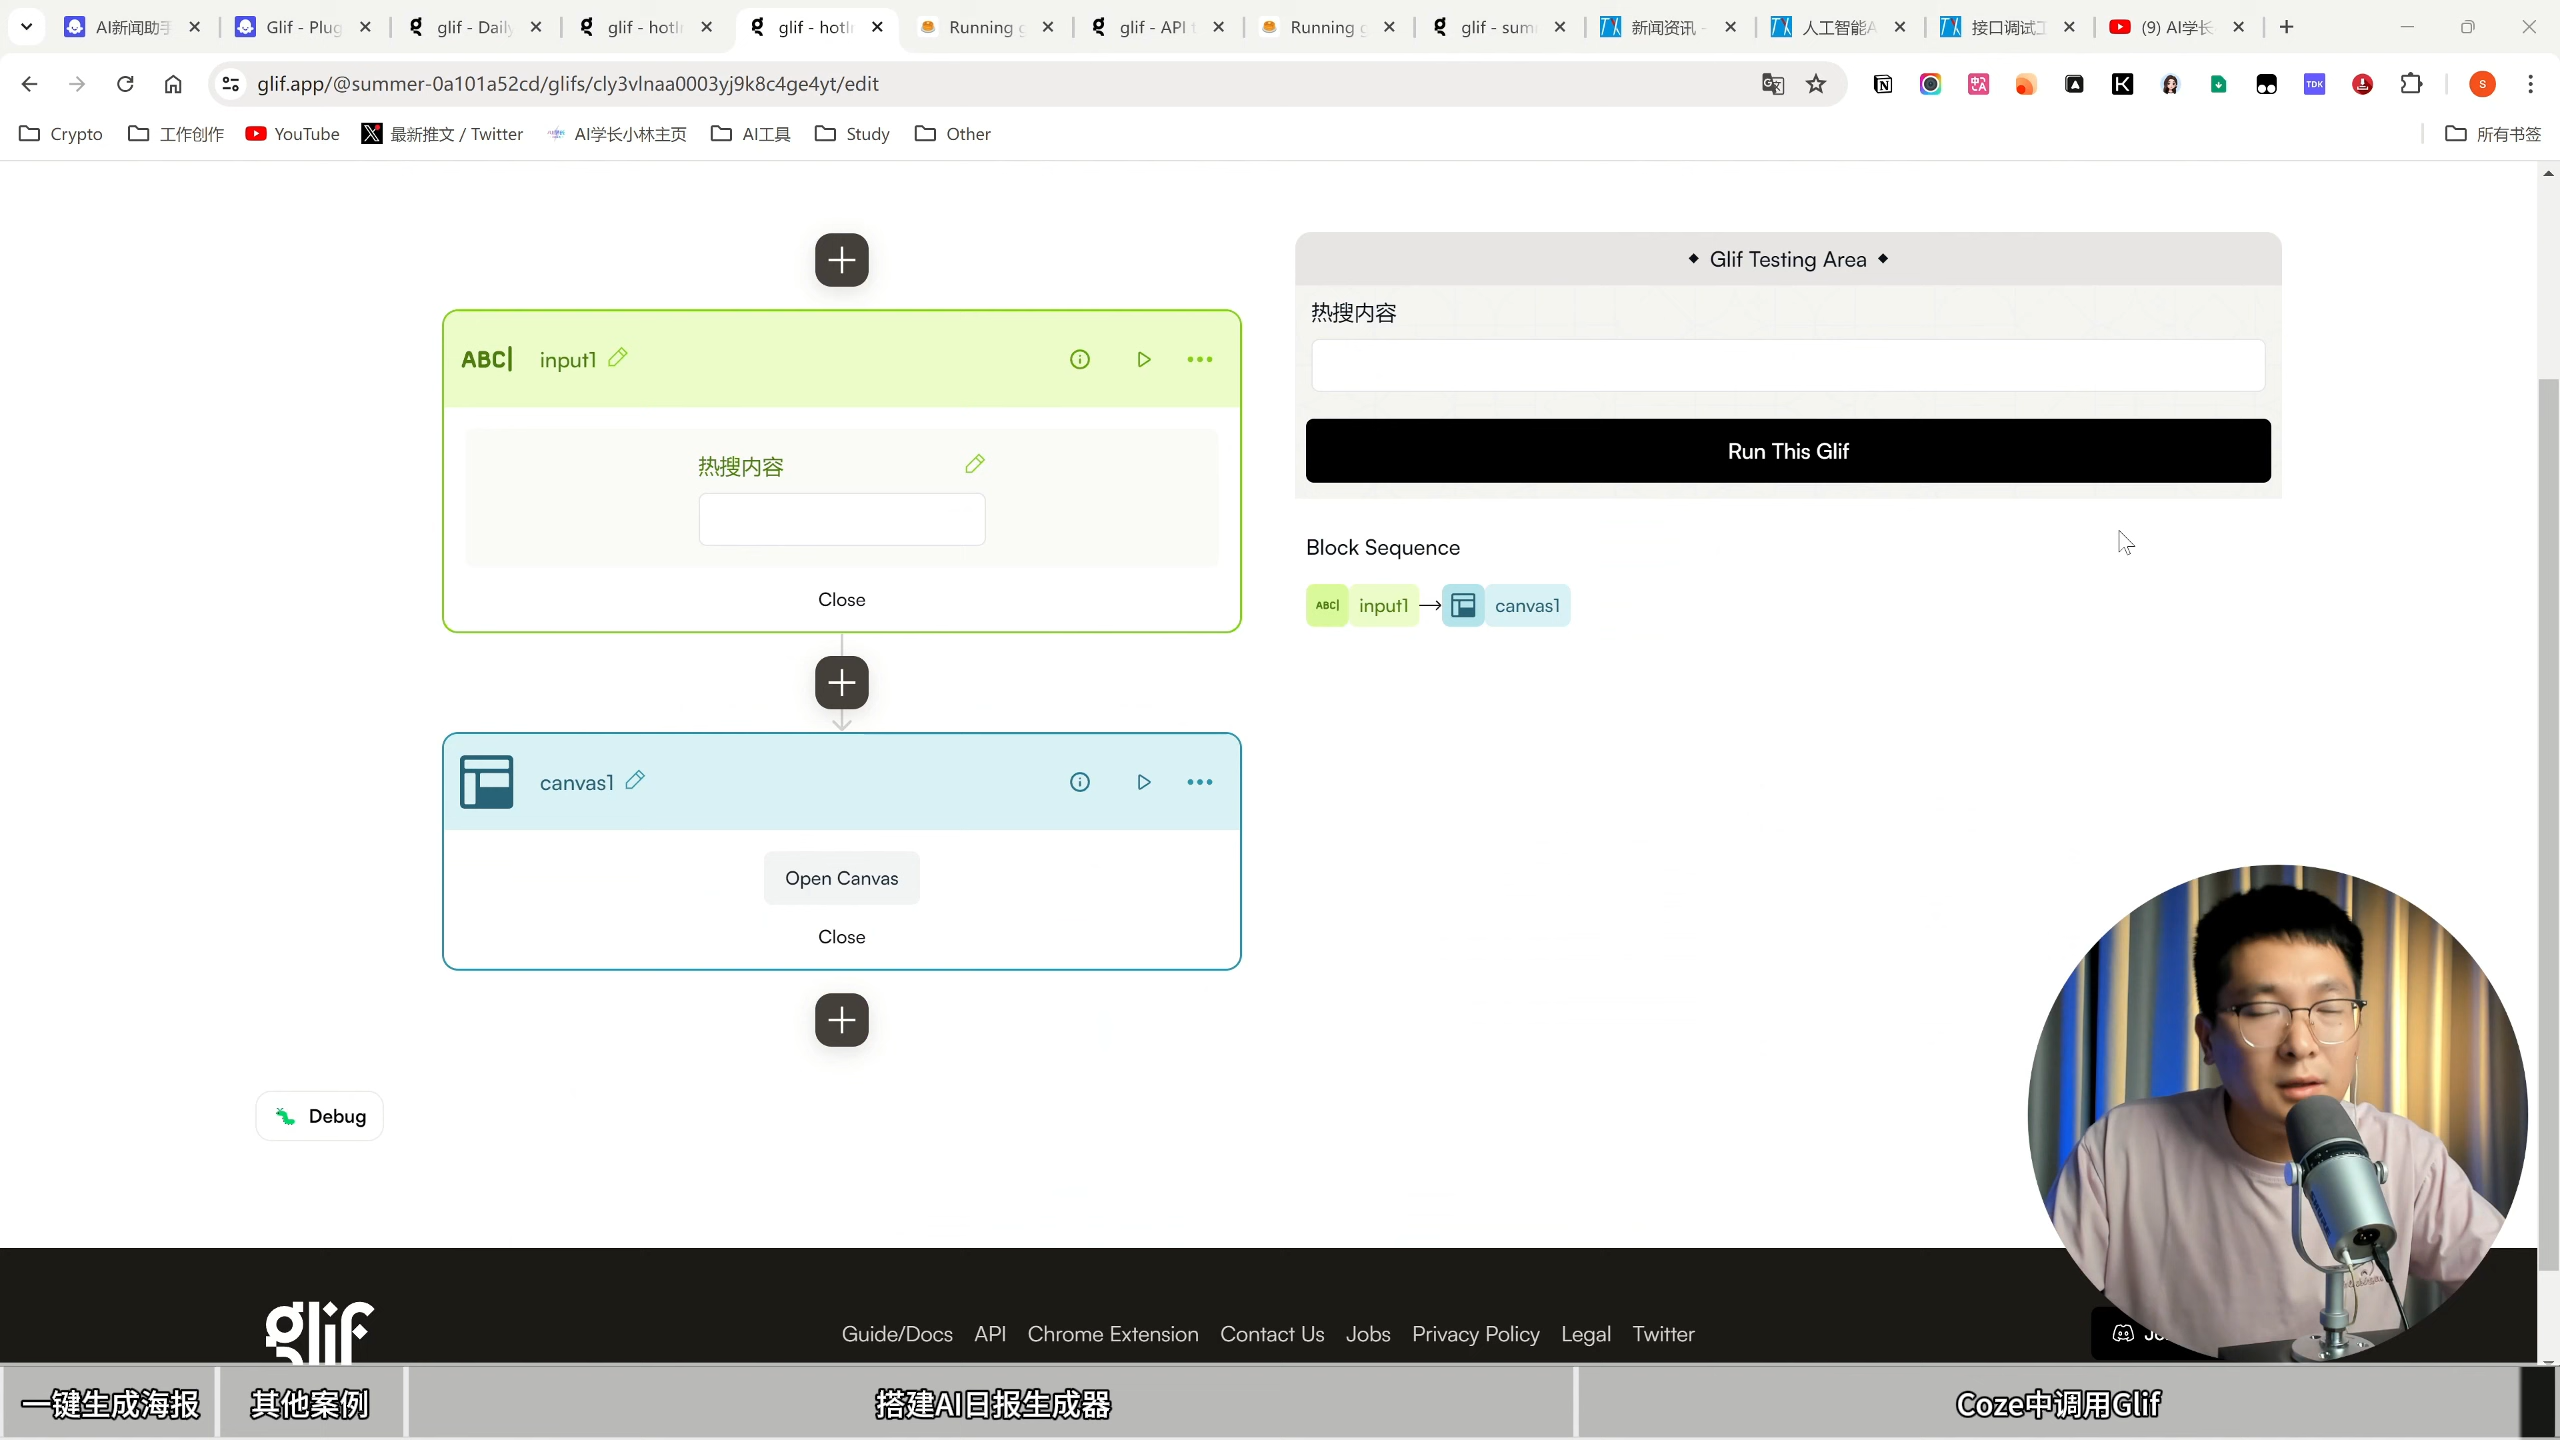 AI新闻助手
Glif - Plug
glif - Daily
glif - hotI
glif - hotI
Running g
glif - API t
Running g
glif - sum
新闻资讯 -
人工智能A
接口调试工
(9) AI学长
glif.app/@summer-0a101a52cd/glifs/cly3vlnaa0003yj9k8c4ge4yt/edit
TDK
S
Crypto
工作创作
YouTube
最新推文 / Twitter
AI学长小林主页
AI工具
Study
Other
所有书签
ABC input1
热搜内容
Close
canvas1
Open Canvas
Close
Debug
Glif Testing Area
热搜内容
Run This Glif
Block Sequence
ABC input1 → canvas1
glif
Guide/Docs API Chrome Extension Contact Us Jobs Privacy Policy Legal Twitter
一键生成海报
其他案例
搭建AI日报生成器
Coze中调用Glif